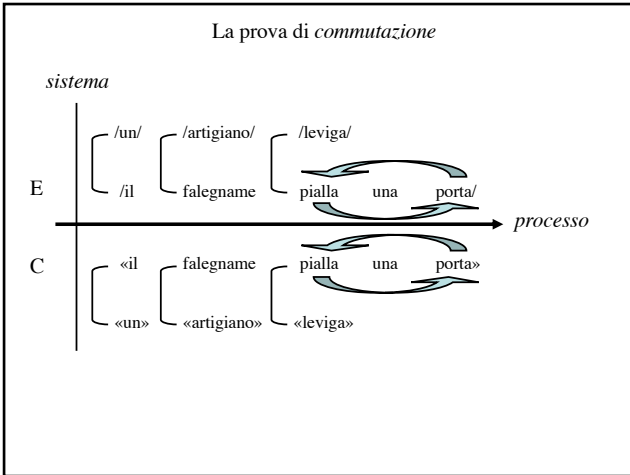 La prova di commutazione
sistema
/un/ /artigiano/ /leviga/
E /il falegname pialla una porta/
processo
C «il falegname pialla una porta»
«un» «artigiano» «leviga»